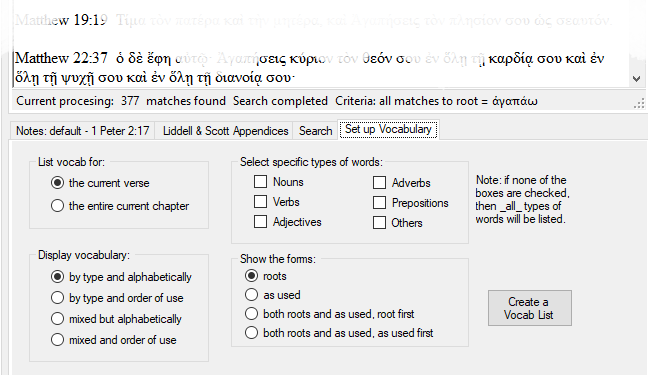 Matthew 19:19 Τίμα τὸν πατέρα καὶ τὴν μητέρα, καὶ Ἀγαπήσεις τὸν πλησίον σου ὡς σεαυτόν.
Matthew 22:37 ὁ δὲ ἔφη αὐτῷ· Ἀγαπήσεις κύριον τὸν θεόν σου ἐν ὅλῃ τῇ καρδίᾳ σου καὶ ἐν
ὅλῃ τῇ ψυχῇ σου καὶ ἐν ὅλῃ τῇ διανοίᾳ σου·
Current procesing: 377 matches found Search completed Criteria: all matches to root = ἀγαπάω
Notes: default - 1 Peter 2:17 Liddell & Scott Appendices Search Set up Vocabulary
List vocab for:
the current verse
the entire current chapter
Select specific types of words:
Nouns Adverbs
Verbs Prepositions
Adjectives Others
Note: if none of the
boxes are checked,
then _all_ types of
words will be listed.
Display vocabulary:
by type and alphabetically
by type and order of use
mixed but alphabetically
mixed and order of use
Show the forms:
roots
as used
both roots and as used, root first
both roots and as used, as used first
Create a
Vocab List